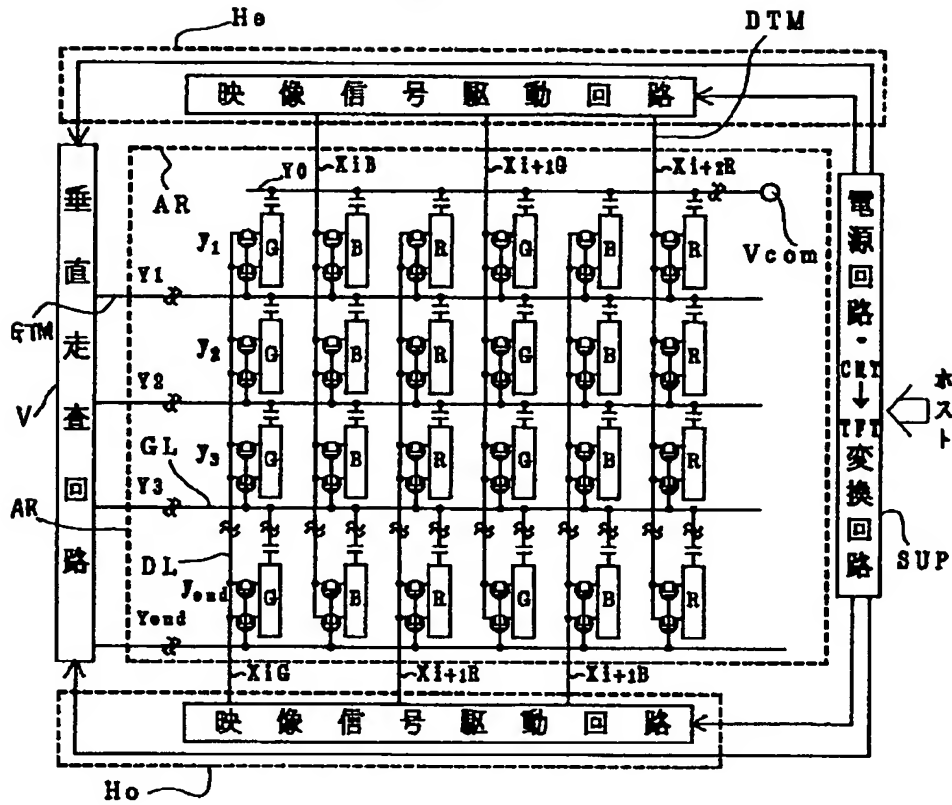 He
DTM
映像信号駆動回路
AR
Y0
XiB
Xi+1G
Xi+2R
Vcom
垂直走査回路
電源回路・CRT→TFT変換回路
ホスト
SUP
GTM
V
AR
y1
G B R G B R
Y1
y2
G B R G B R
Y2
GL
y3
G B R G B R
Y3
DL
yend
G B R G B R
Yend
XiG
Xi+1R
Xi+1B
映像信号駆動回路
Ho